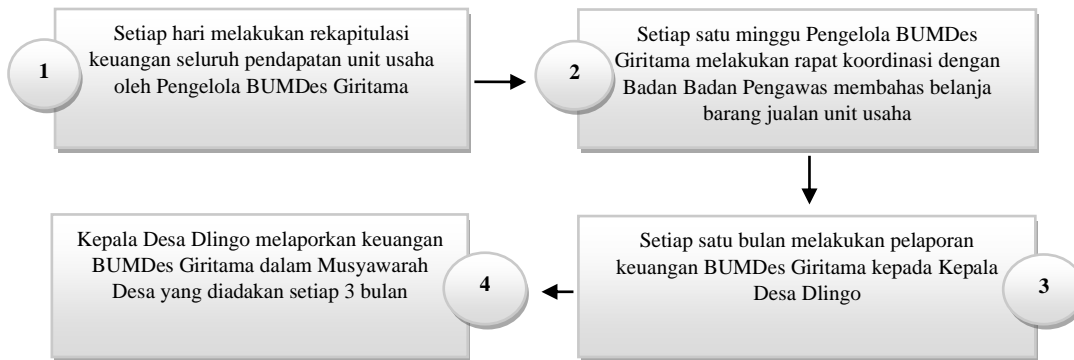 1
Setiap hari melakukan rekapitulasi
keuangan seluruh pendapatan unit usaha
oleh Pengelola BUMDes Giritama
2
Setiap satu minggu Pengelola BUMDes
Giritama melakukan rapat koordinasi dengan
Badan Badan Pengawas membahas belanja
barang jualan unit usaha
3
Setiap satu bulan melakukan pelaporan
keuangan BUMDes Giritama kepada Kepala
Desa Dlingo
4
Kepala Desa Dlingo melaporkan keuangan
BUMDes Giritama dalam Musyawarah
Desa yang diadakan setiap 3 bulan